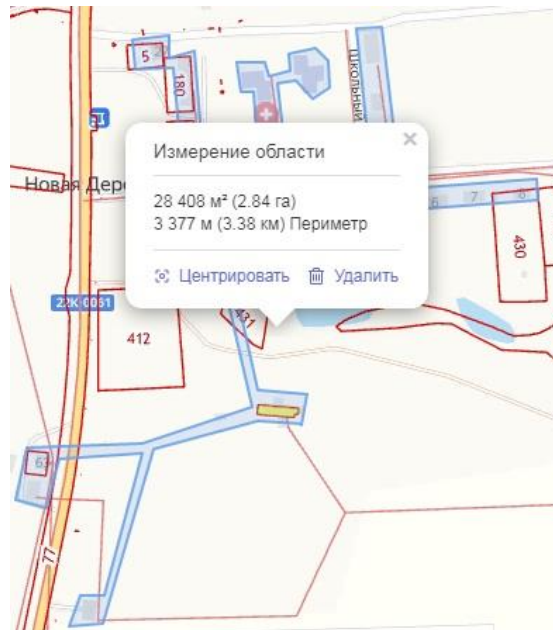 5
180
Школьный
Измерение области
Новая Дере
28 408 м² (2.84 га)
3 377 м (3.38 км) Периметр
6
7
8
Центрировать
Удалить
430
22К-0061
431
412
63
77